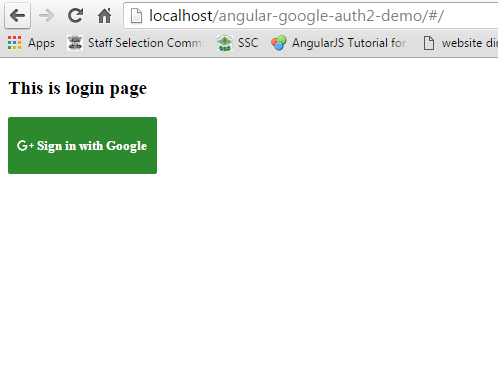 localhost/angular-google-auth2-demo/#/
Apps Staff Selection Comm SSC AngularJS Tutorial for website dir
This is login page
G+ Sign in with Google